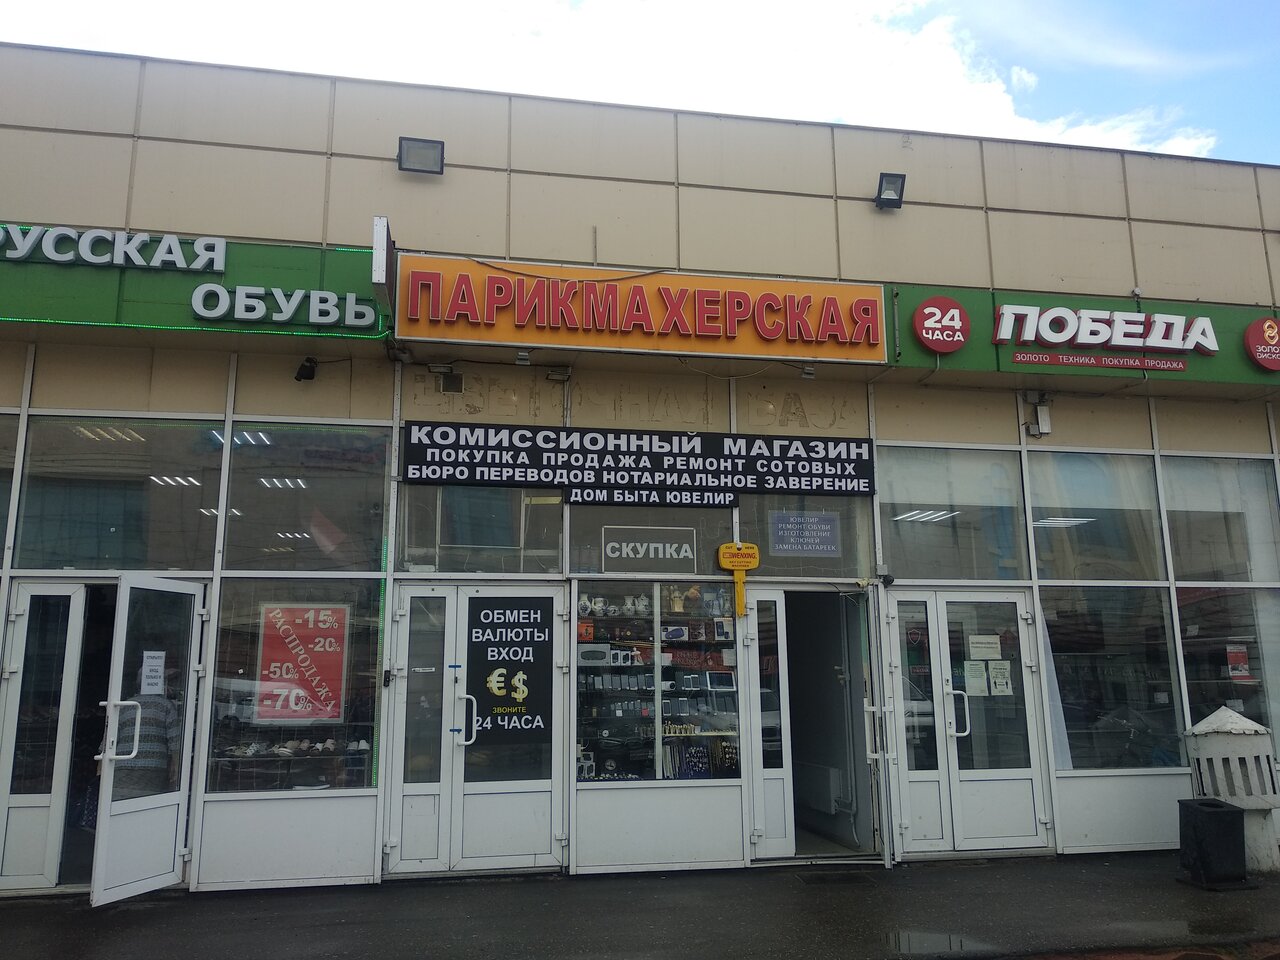 РУССКАЯ
ОБУВЬ
ПАРИКМАХЕРСКАЯ
24
ЧАСА
ПОБЕДА
ЗОЛОТО ТЕХНИКА ПОКУПКА ПРОДАЖА
КОМИССИОННЫЙ МАГАЗИН
ПОКУПКА ПРОДАЖА РЕМОНТ СОТОВЫХ
БЮРО ПЕРЕВОДОВ НОТАРИАЛЬНОЕ ЗАВЕРЕНИЕ
ДОМ БЫТА ЮВЕЛИР
СКУПКА
ЮВЕЛИР
РЕМОНТ ОБУВИ
ИЗГОТОВЛЕНИЕ
КЛЮЧЕЙ
ЗАМЕНА БАТАРЕЕК
WENXING
-15%
-20%
РАСПРОДАЖА
-50%
-70%
ОБМЕН
ВАЛЮТЫ
ВХОД
€$
ЗВОНИТЕ
24 ЧАСА